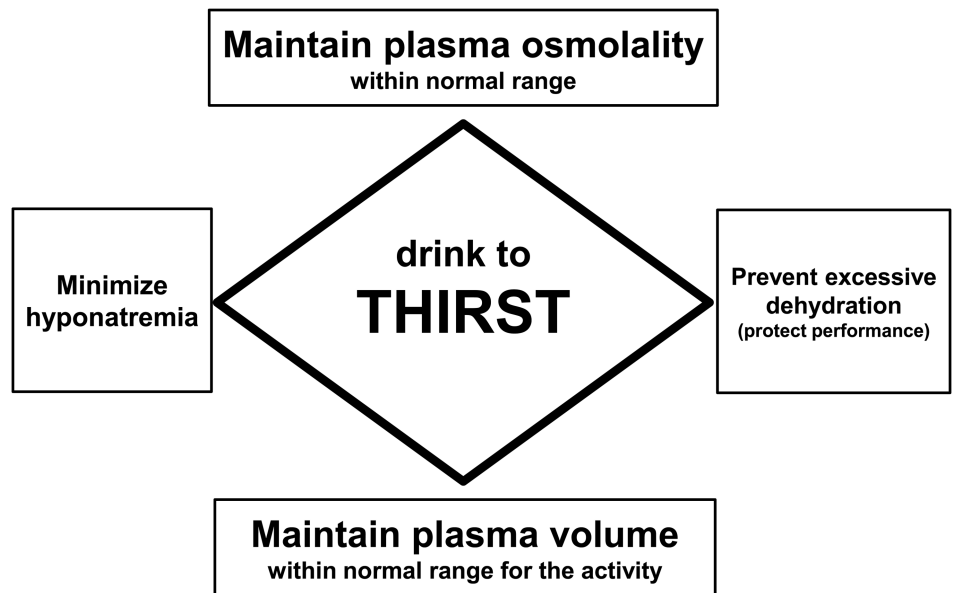 Maintain plasma osmolality
within normal range
Minimize
hyponatremia
drink to
THIRST
Prevent excessive
dehydration
(protect performance)
Maintain plasma volume
within normal range for the activity